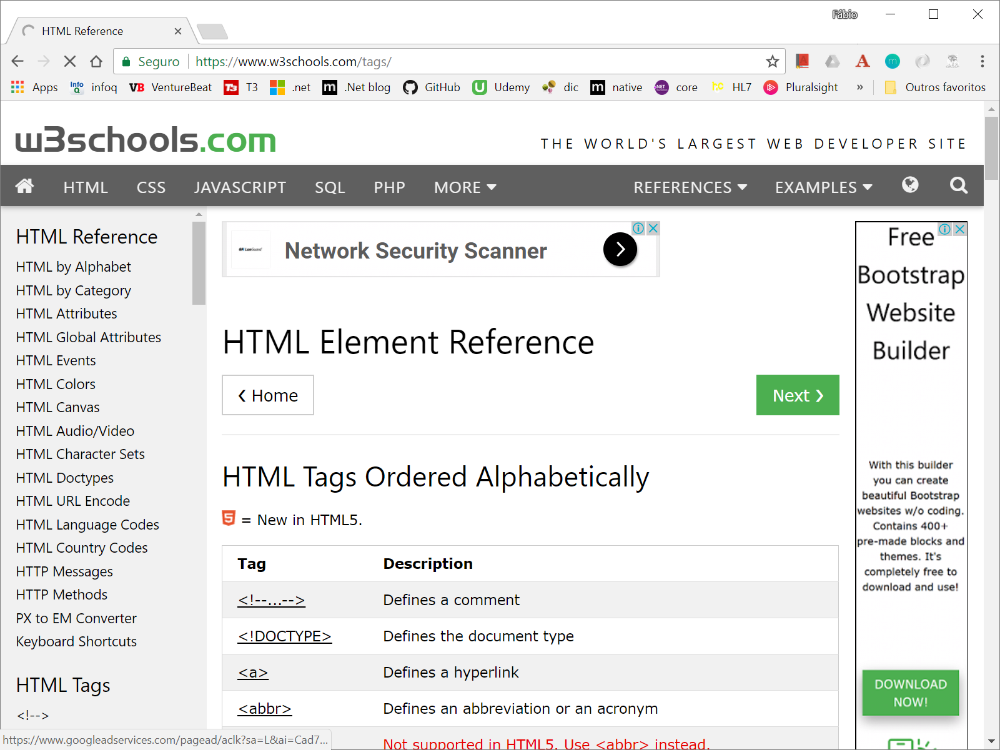 Fábio
HTML Reference
Seguro https://www.w3schools.com/tags/
Apps infoq VentureBeat T3 .net .Net blog GitHub Udemy dic native core HL7 Pluralsight » Outros favoritos
w3schools.com
THE WORLD'S LARGEST WEB DEVELOPER SITE
HTML CSS JAVASCRIPT SQL PHP MORE REFERENCES EXAMPLES
HTML Reference
HTML by Alphabet
HTML by Category
HTML Attributes
HTML Global Attributes
HTML Events
HTML Colors
HTML Canvas
HTML Audio/Video
HTML Character Sets
HTML Doctypes
HTML URL Encode
HTML Language Codes
HTML Country Codes
HTTP Messages
HTTP Methods
PX to EM Converter
Keyboard Shortcuts
HTML Tags
<!-->
https://www.googleadservices.com/pagead/aclk?sa=L&ai=Cad7...
GFI LanGuard
Network Security Scanner
HTML Element Reference
❮ Home
Next ❯
HTML Tags Ordered Alphabetically
5 = New in HTML5.
Tag Description
<!--...--> Defines a comment
<!DOCTYPE> Defines the document type
<a> Defines a hyperlink
<abbr> Defines an abbreviation or an acronym
Not supported in HTML5. Use <abbr> instead.
Free
Bootstrap
Website
Builder
With this builder
you can create
beautiful Bootstrap
websites w/o coding.
Contains 400+
pre-made blocks and
themes. It's
completely free to
download and use!
DOWNLOAD
NOW!